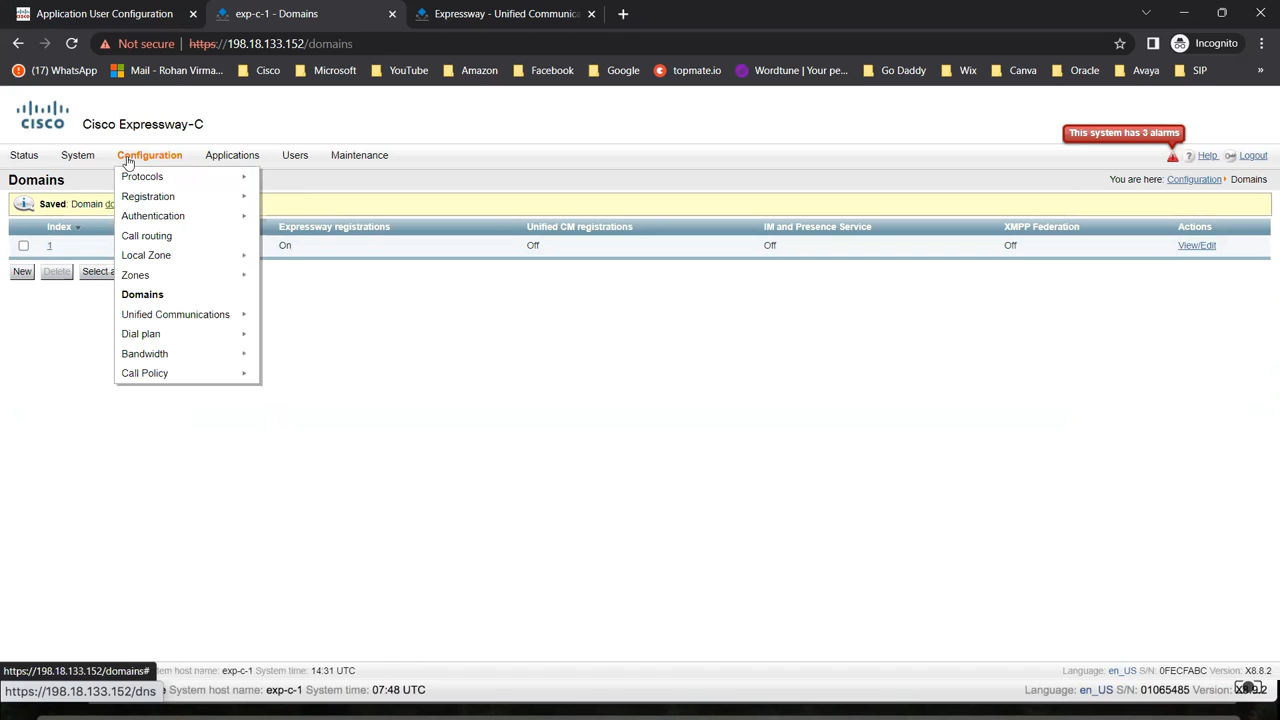 Application User Configuration
exp-c-1 - Domains
Expressway - Unified Communica
Not secure
https://198.18.133.152/domains
Incognito
(17) WhatsApp
Mail - Rohan Virma...
Cisco
Microsoft
YouTube
Amazon
Facebook
Google
topmate.io
Wordtune | Your pe...
Go Daddy
Wix
Canva
Oracle
Avaya
SIP
»
CISCO
Cisco Expressway-C
This system has 3 alarms
Status System Configuration Applications Users Maintenance
Help Logout
Domains
You are here: Configuration Domains
Saved: Domain do
Index Expressway registrations Unified CM registrations IM and Presence Service XMPP Federation Actions
1 On Off Off Off View/Edit
New Delete Select a
Protocols
Registration
Authentication
Call routing
Local Zone
Zones
Domains
Unified Communications
Dial plan
Bandwidth
Call Policy
https://198.18.133.152/domains#
em host name: exp-c-1 System time: 14:31 UTC
Language: en_US S/N: 0FECFABC Version: X8.8.2
https://198.18.133.152/dns
e System host name: exp-c-1 System time: 07:48 UTC
Language: en_US S/N: 01065485 Version: